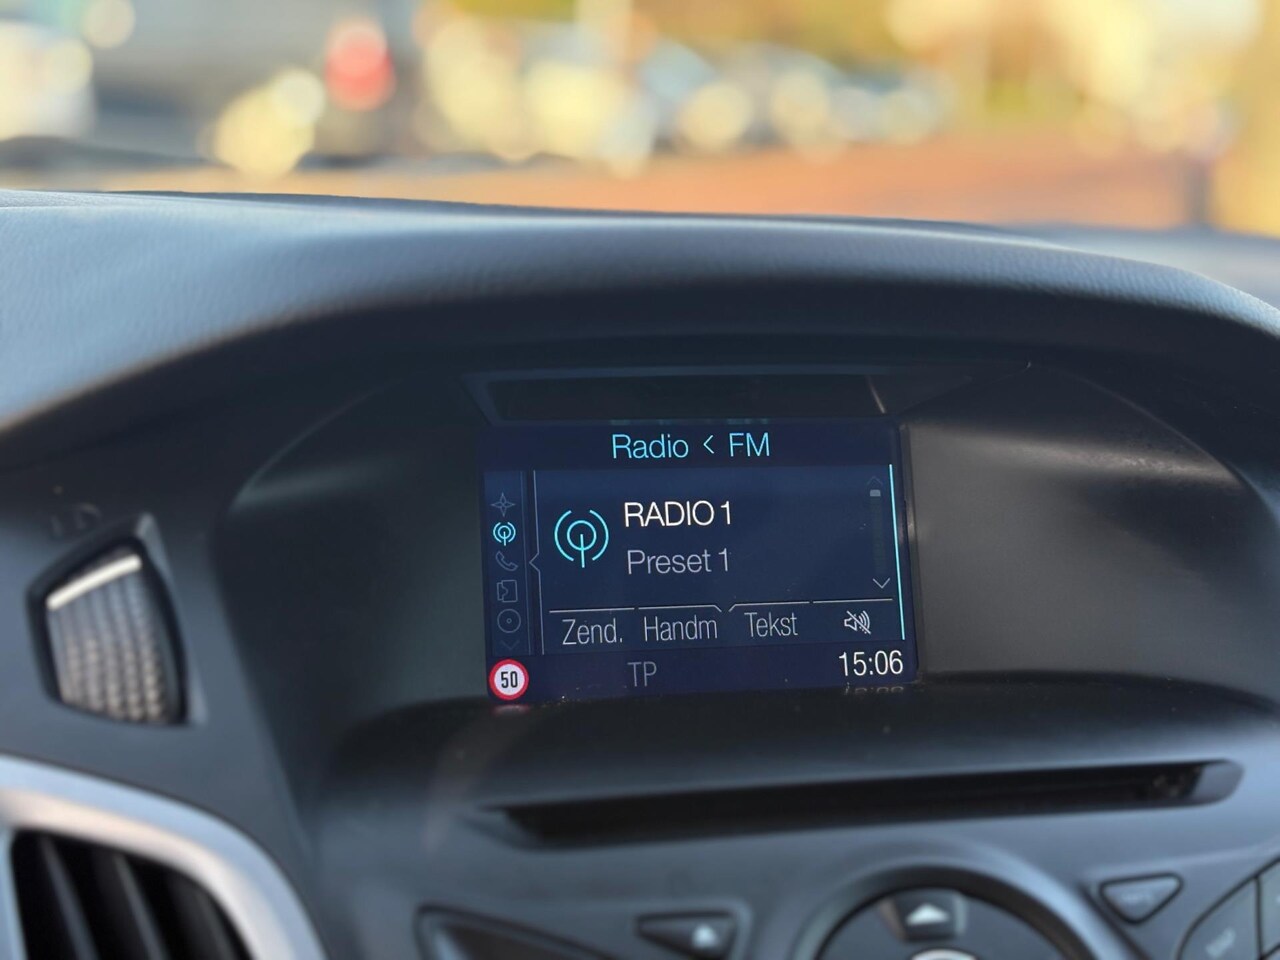 Radio < FM
RADIO 1
Preset 1
Zend. Handm Tekst
50 TP 15:06